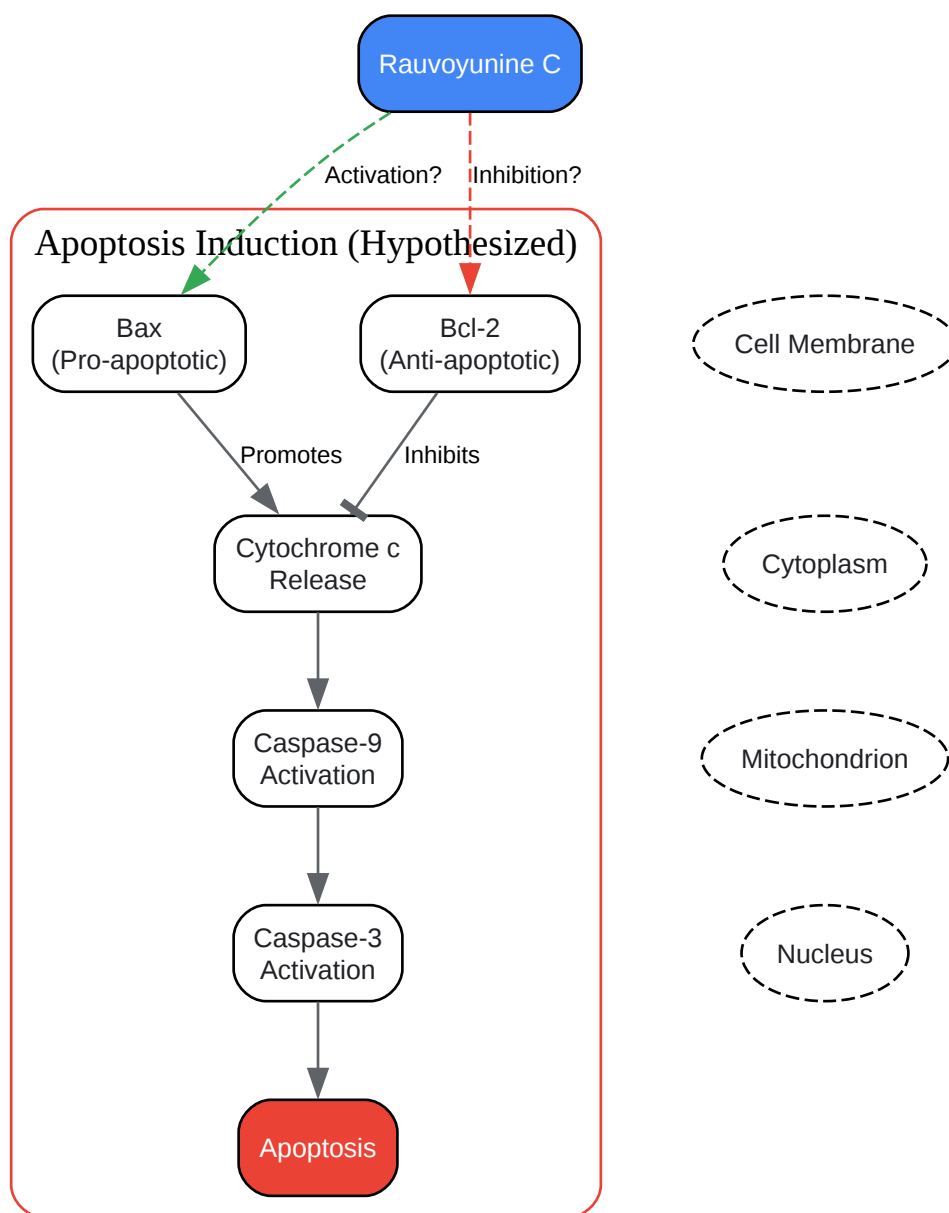 Rauvoyunine C
Activation?
Inhibition?
Apoptosis Induction (Hypothesized)
Bax
(Pro-apoptotic)
Bcl-2
(Anti-apoptotic)
Cell Membrane
Promotes
Inhibits
Cytochrome c
Release
Cytoplasm
Caspase-9
Activation
Mitochondrion
Caspase-3
Activation
Nucleus
Apoptosis